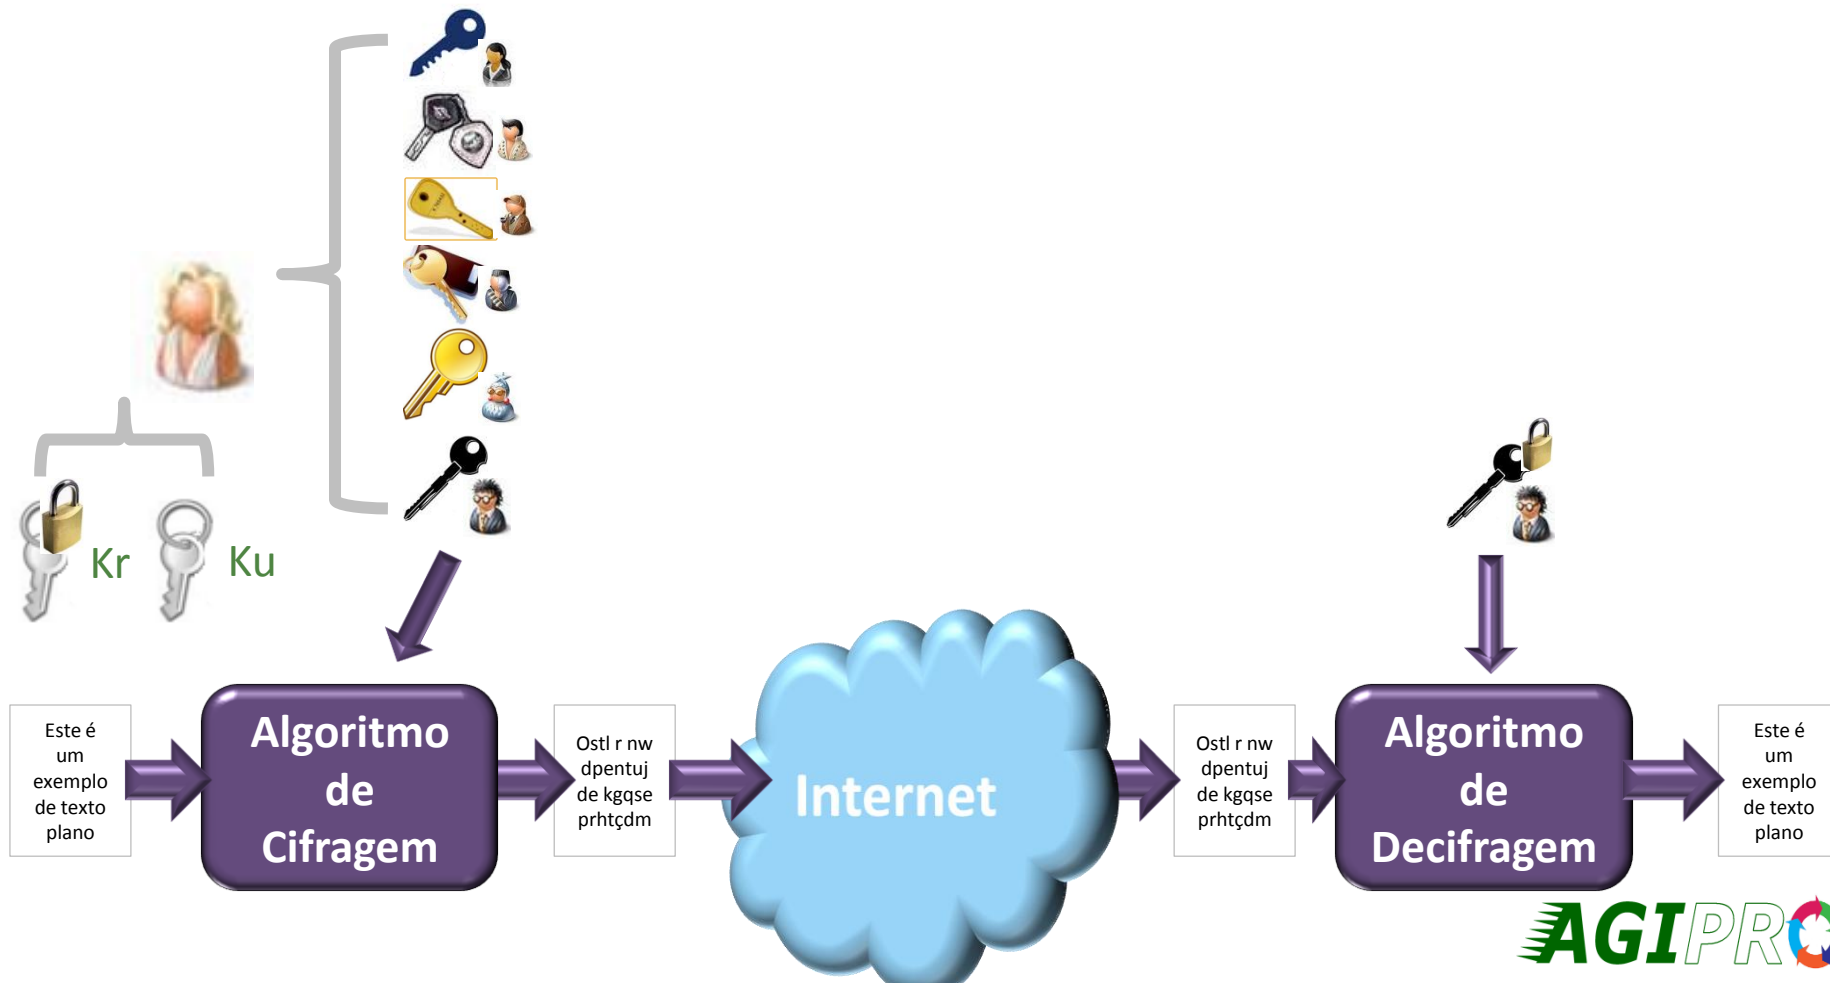 Kr
Ku
Este é
um
exemplo
de texto
plano
Algoritmo
de
Cifragem
Ostl r nw
dpentuj
de kgqse
prhtçdm
Internet
Ostl r nw
dpentuj
de kgqse
prhtçdm
Algoritmo
de
Decifragem
Este é
um
exemplo
de texto
plano
AGIPRO